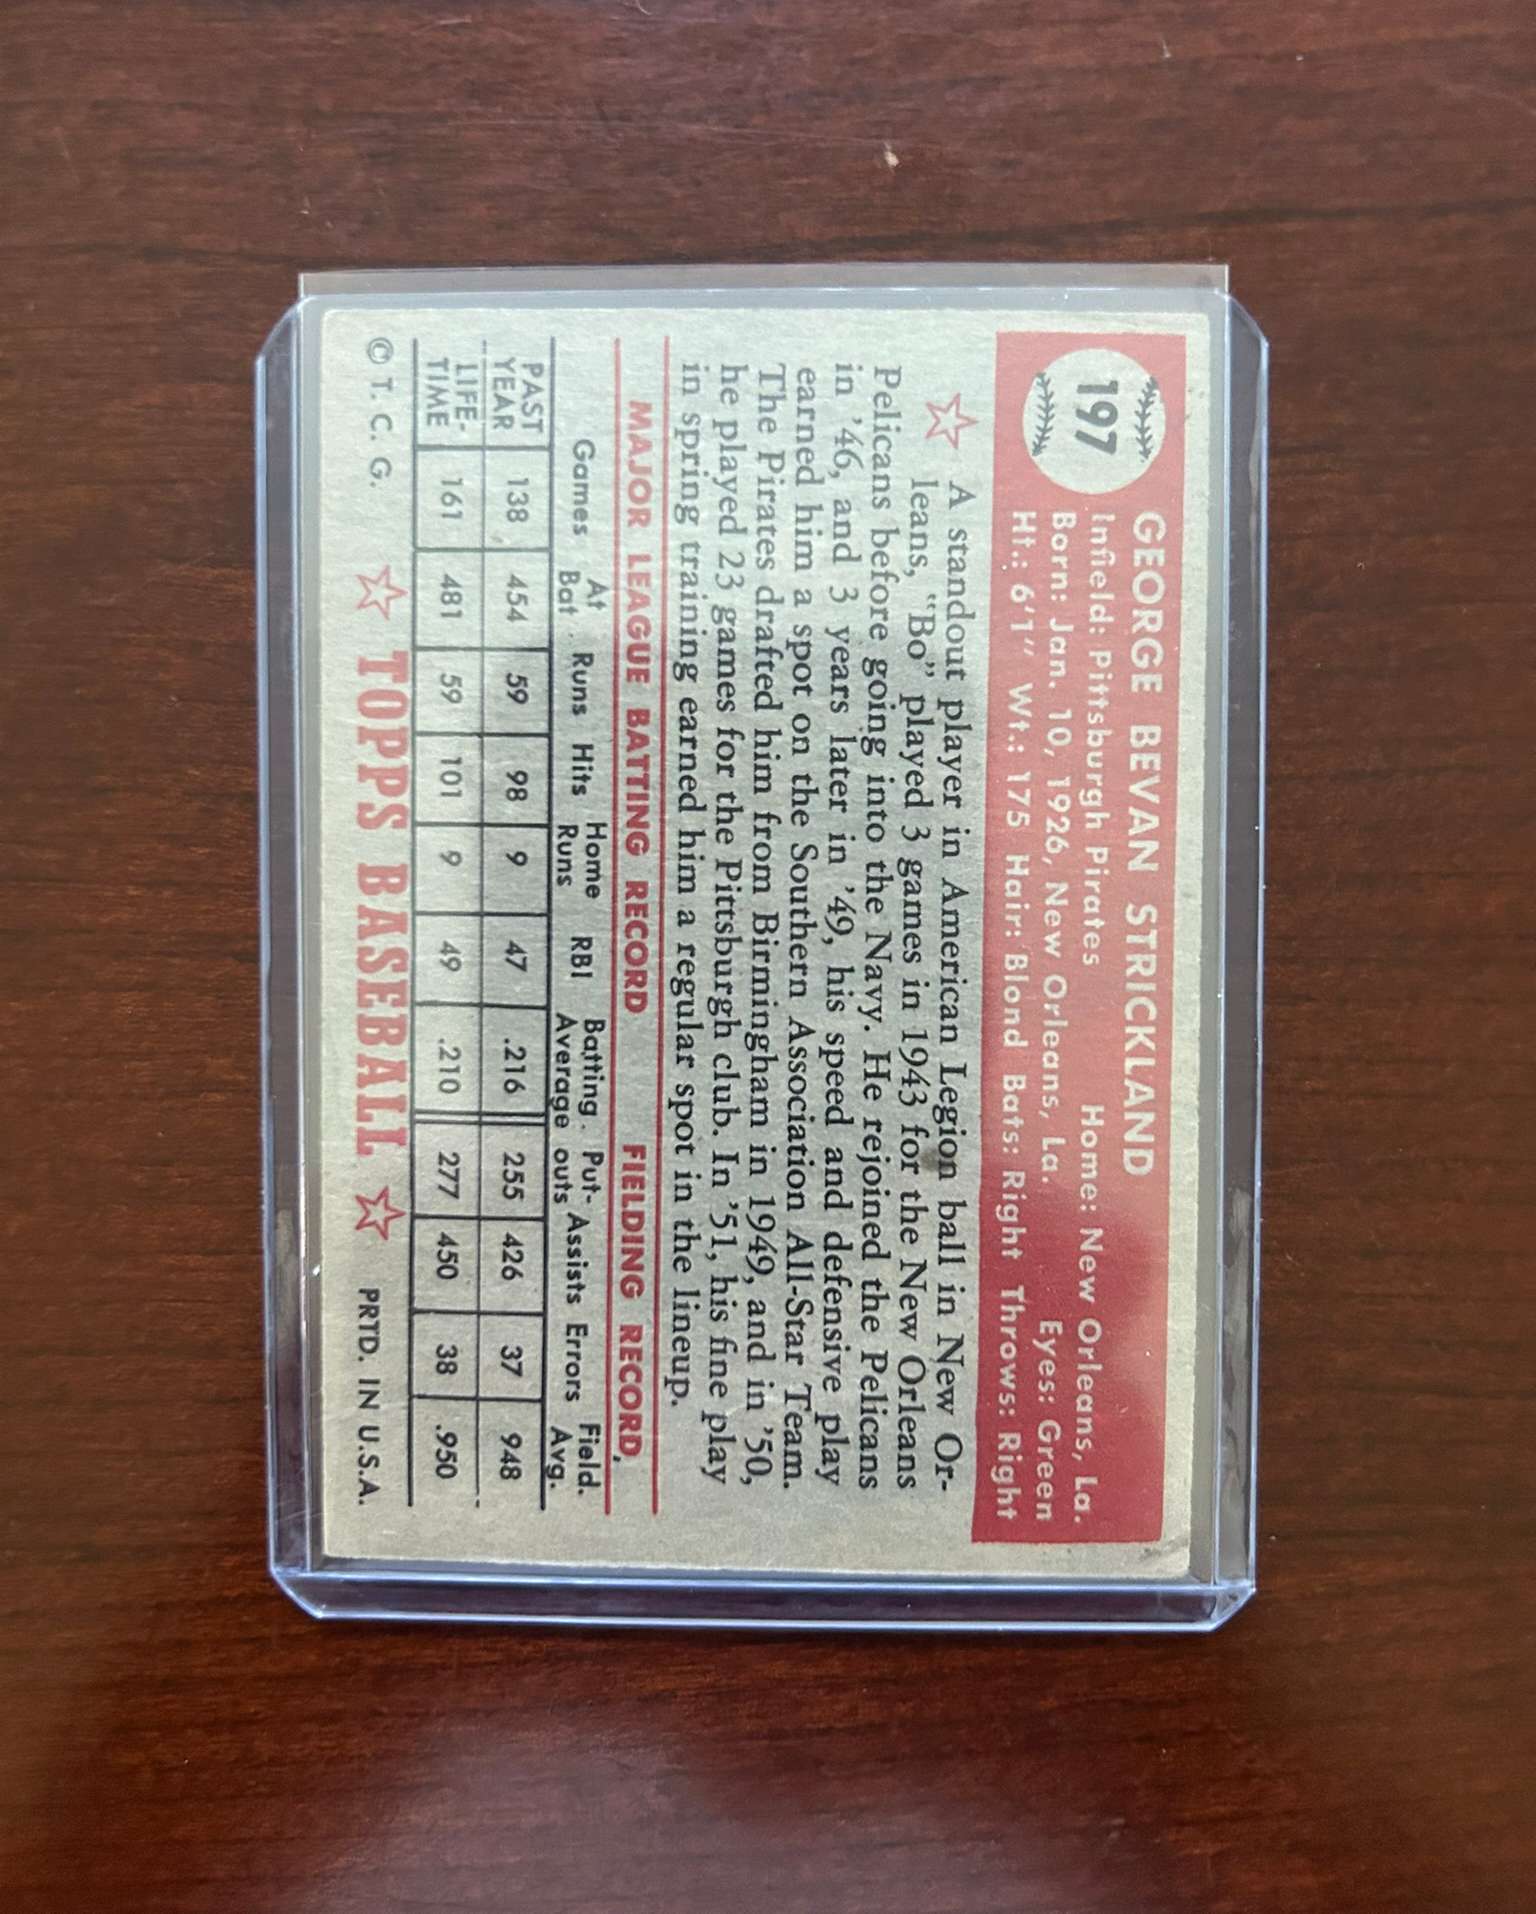 197
GEORGE BEVAN STRICKLAND
Infield: Pittsburgh Pirates Home: New Orleans, La.
Born: Jan. 10, 1926, New Orleans, La. Eyes: Green
Ht.: 6'1" Wt.: 175 Hair: Blond Bats: Right Throws: Right
A standout player in American Legion ball in New Or-
leans, "Bo" played 3 games in 1943 for the New Orleans
Pelicans before going into the Navy. He rejoined the Pelicans
in '46, and 3 years later in '49, his speed and defensive play
earned him a spot on the Southern Association All-Star Team.
The Pirates drafted him from Birmingham in 1949, and in '50,
he played 23 games for the Pittsburgh club. In '51, his fine play
in spring training earned him a regular spot in the lineup.
MAJOR LEAGUE BATTING RECORD FIELDING RECORD
Games At Bat Runs Hits Home Runs RBI Batting Average Put-outs Assists Errors Field. Avg.
PAST YEAR 138 454 59 98 9 47 .216 255 426 37 948
LIFE-TIME 161 481 59 101 9 49 .210 277 450 38 .950
© T. C. G. TOPPS BASEBALL PRTD. IN U.S.A.